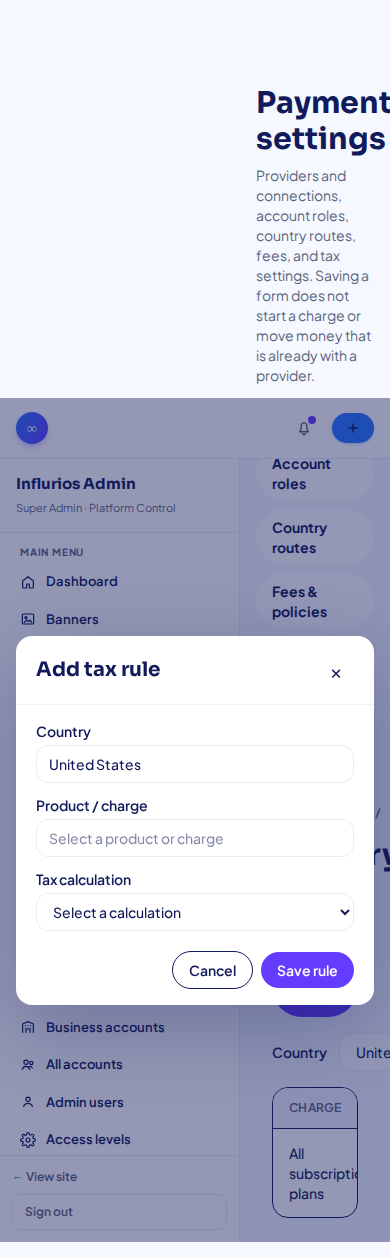 Payment
settings
Providers and
connections,
account roles,
country routes,
fees, and tax
settings. Saving a
form does not
start a charge or
move money that
is already with a
provider.
Influrios Admin
Super Admin · Platform Control
MAIN MENU
Dashboard
Banners
Account
roles
Country
routes
Fees &
policies
Add tax rule
×
Country
United States
Product / charge
Select a product or charge
Tax calculation
Select a calculation
Cancel
Save rule
/
ry
Business accounts
All accounts
Admin users
Access levels
← View site
Sign out
Country
Unite
CHARGE
All
subscriptio
plans